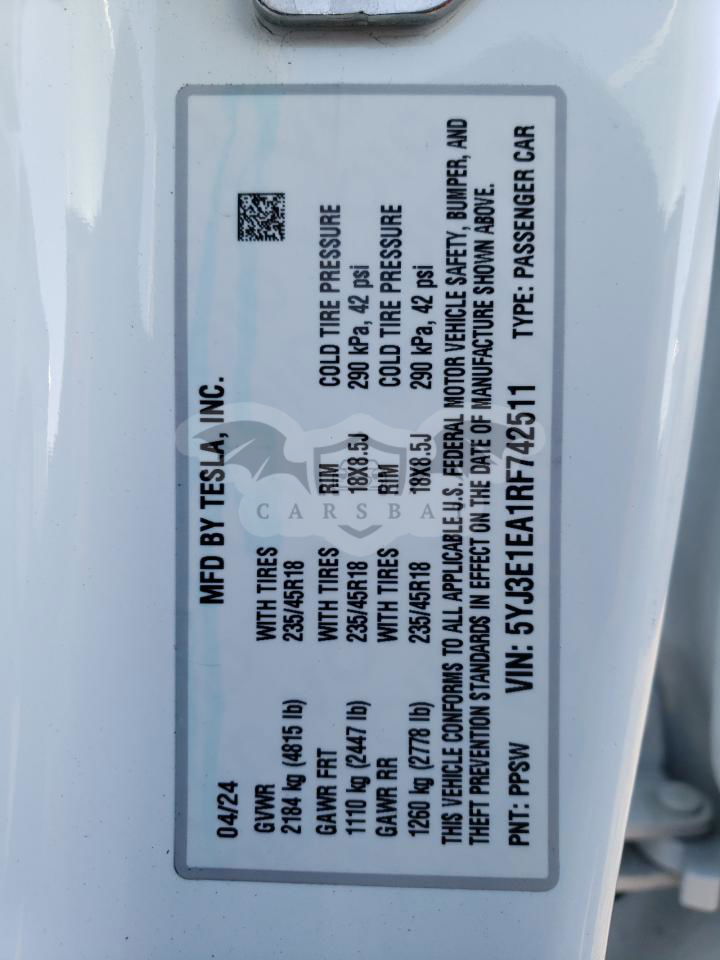 04/24 MFD BY TESLA, INC.
GVWR WITH TIRES
2184 kg (4815 lb) 235/45R18
GAWR FRT WITH TIRES RIM COLD TIRE PRESSURE
1110 kg (2447 lb) 235/45R18 18X8.5J 290 kPa, 42 psi
GAWR RR WITH TIRES RIM COLD TIRE PRESSURE
1260 kg (2778 lb) 235/45R18 18X8.5J 290 kPa, 42 psi
THIS VEHICLE CONFORMS TO ALL APPLICABLE U.S. FEDERAL MOTOR VEHICLE SAFETY, BUMPER, AND
THEFT PREVENTION STANDARDS IN EFFECT ON THE DATE OF MANUFACTURE SHOWN ABOVE.
PNT: PPSW VIN: 5YJ3E1EA1RF742511 TYPE: PASSENGER CAR